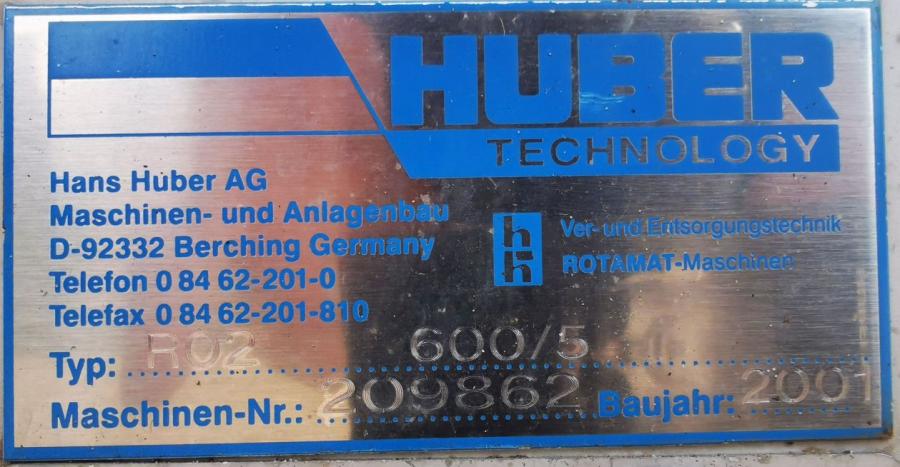 HUBER
TECHNOLOGY
Hans Huber AG
Maschinen- und Anlagenbau
D-92332 Berching Germany
Telefon 0 84 62-201-0
Telefax 0 84 62-201-810
hh
Ver- und Entsorgungstechnik
ROTAMAT-Maschinen
Typ: RO2 600/5
Maschinen-Nr.: 209862 Baujahr: 2001